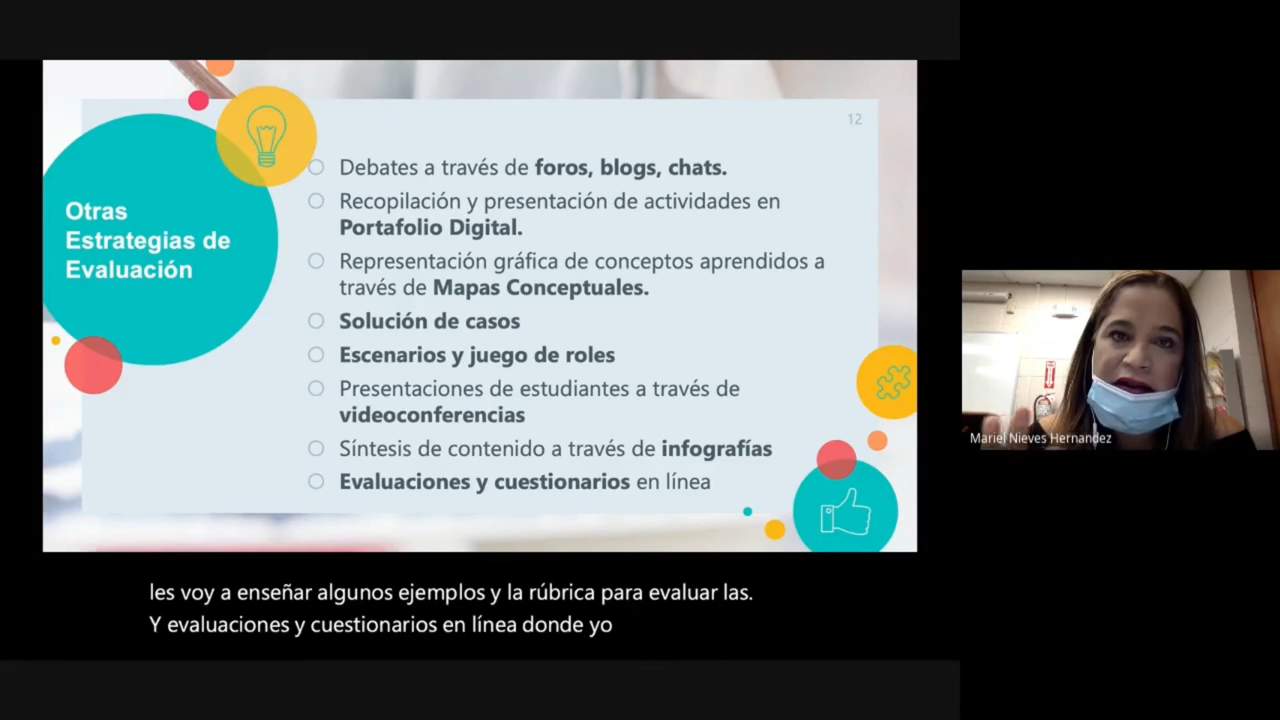 12
Otras
Estrategias de
Evaluación
Debates a través de foros, blogs, chats.
Recopilación y presentación de actividades en
Portafolio Digital.
Representación gráfica de conceptos aprendidos a
través de Mapas Conceptuales.
Solución de casos
Escenarios y juego de roles
Presentaciones de estudiantes a través de
videoconferencias
Síntesis de contenido a través de infografías
Evaluaciones y cuestionarios en línea
Mariel Nieves Hernandez
les voy a enseñar algunos ejemplos y la rúbrica para evaluar las.
Y evaluaciones y cuestionarios en línea donde yo